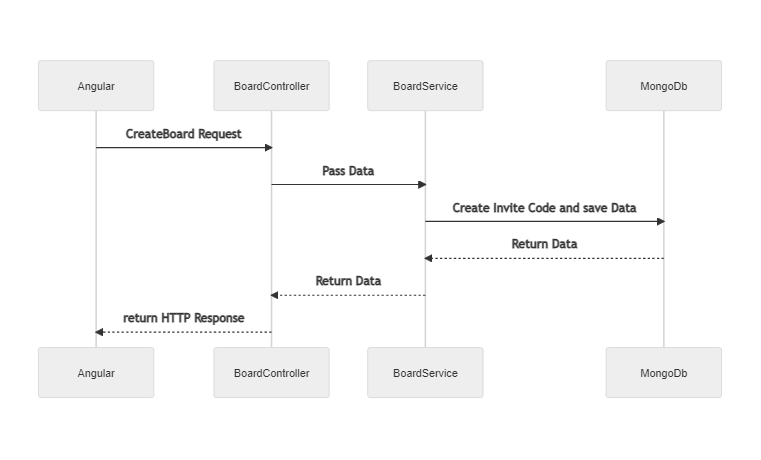 Angular
BoardController
BoardService
MongoDb
CreateBoard Request
Pass Data
Create Invite Code and save Data
Return Data
Return Data
return HTTP Response
Angular
BoardController
BoardService
MongoDb